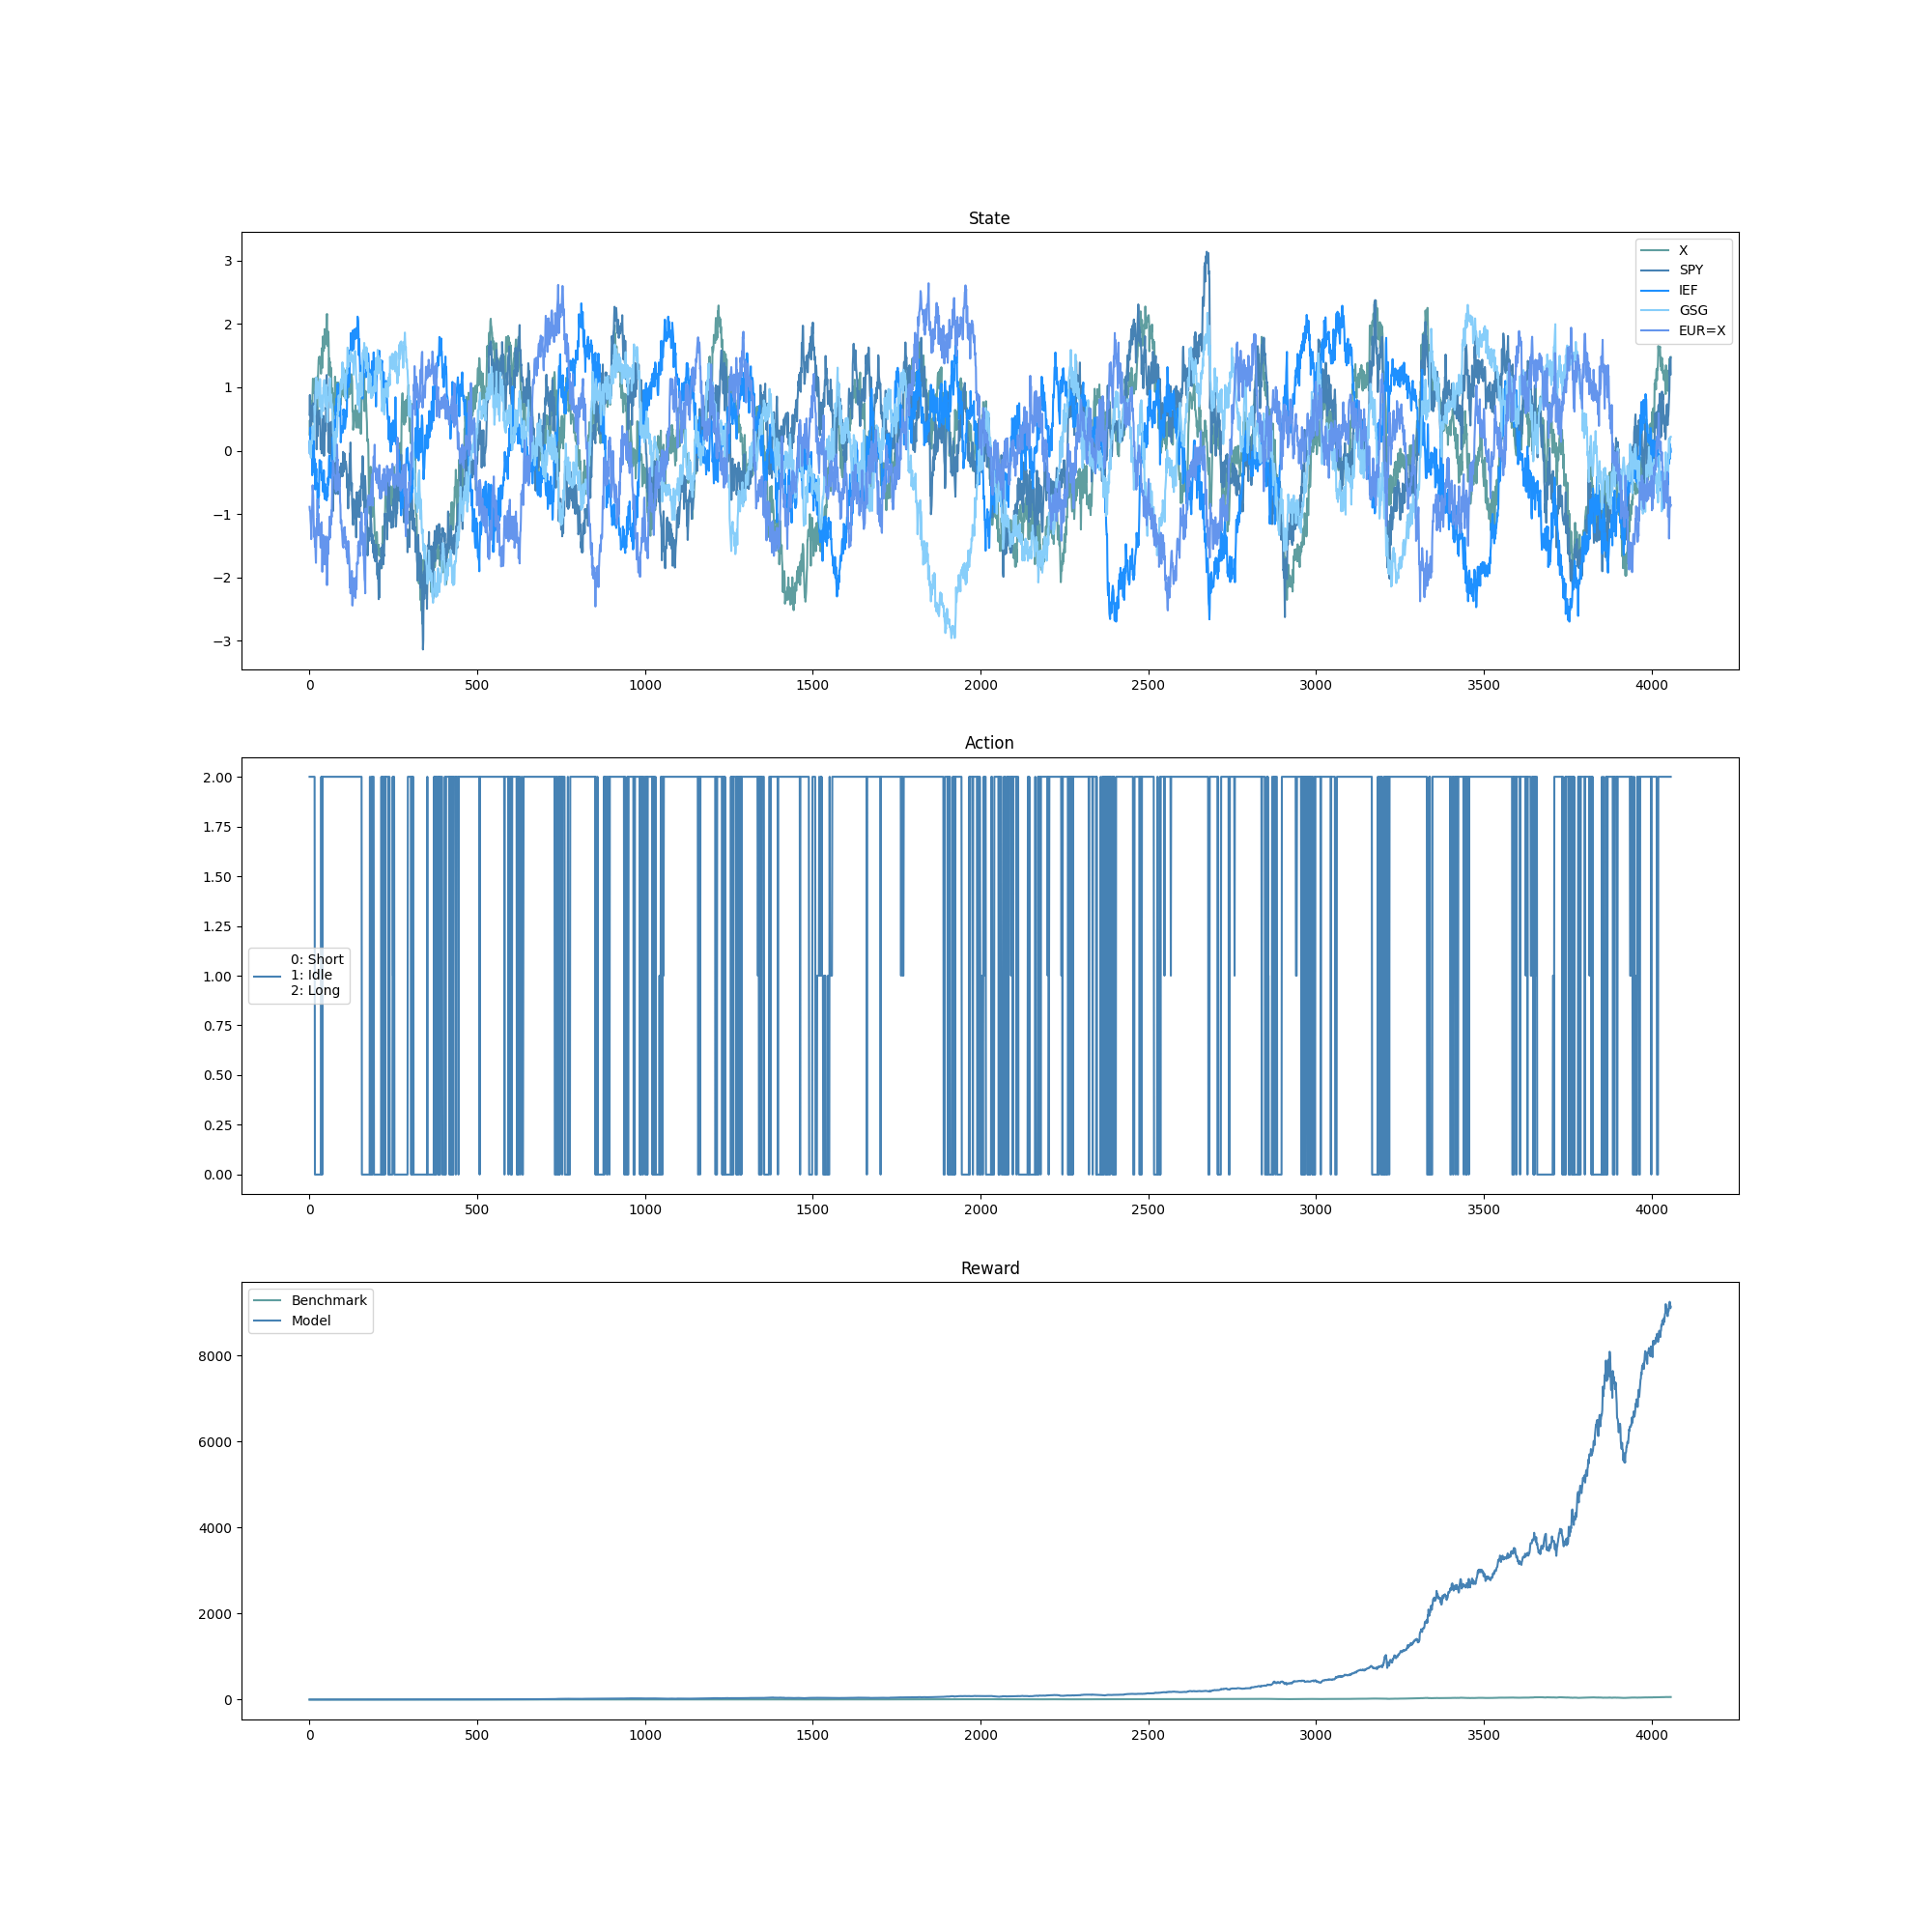 State
3
2
1
0
−1
−2
−3
X
SPY
IEF
GSG
EUR=X
0 500 1000 1500 2000 2500 3000 3500 4000
Action
2.00
1.75
1.50
1.25
1.00
0.75
0.50
0.25
0.00
0: Short
1: Idle
2: Long
0 500 1000 1500 2000 2500 3000 3500 4000
Reward
Benchmark
Model
8000
6000
4000
2000
0
0 500 1000 1500 2000 2500 3000 3500 4000